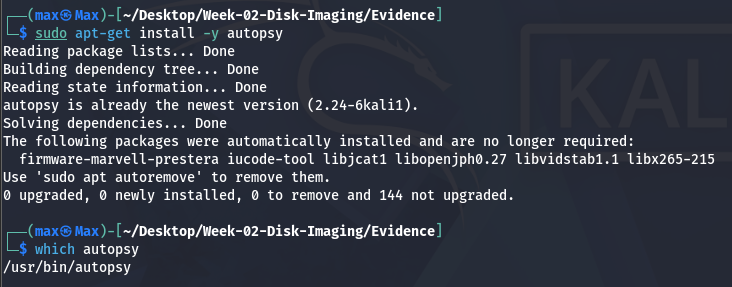 ┌──(max㉿Max)-[~/Desktop/Week-02-Disk-Imaging/Evidence]
└─$ sudo apt-get install -y autopsy
Reading package lists... Done
Building dependency tree... Done
Reading state information... Done
autopsy is already the newest version (2.24-6kali1).
Solving dependencies... Done
The following packages were automatically installed and are no longer required:
  firmware-marvell-prestera iucode-tool libjcat1 libopenjph0.27 libvidstab1.1 libx265-215
Use 'sudo apt autoremove' to remove them.
0 upgraded, 0 newly installed, 0 to remove and 144 not upgraded.
┌──(max㉿Max)-[~/Desktop/Week-02-Disk-Imaging/Evidence]
└─$ which autopsy
/usr/bin/autopsy
KAL